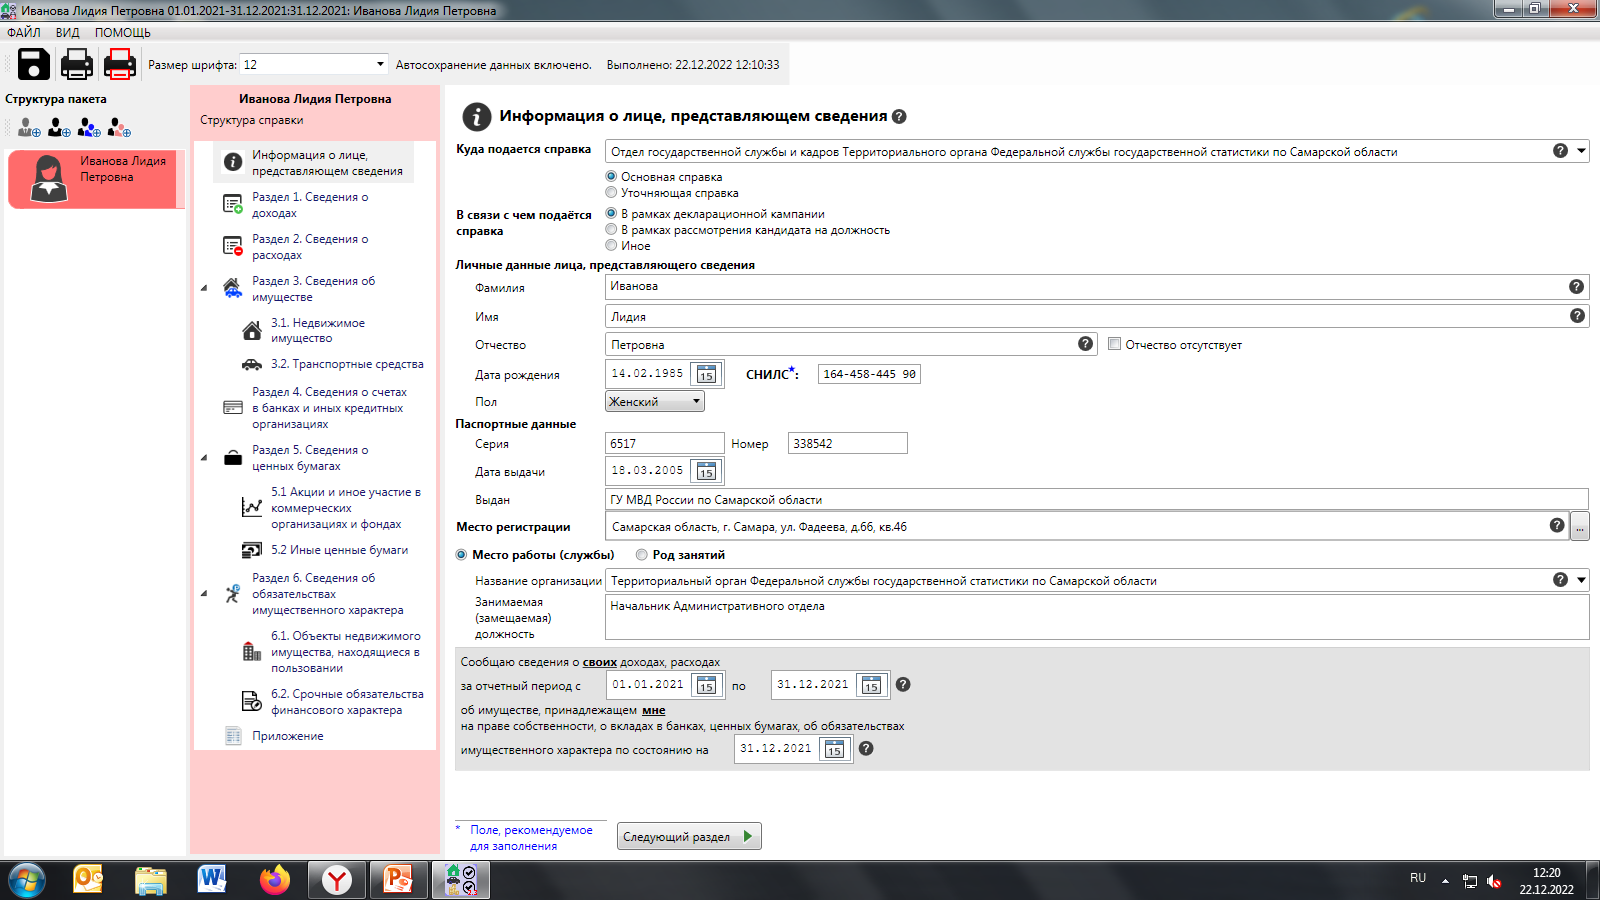 Иванова Лидия Петровна 01.01.2021-31.12.2021:31.12.2021: Иванова Лидия Петровна
ФАЙЛ ВИД ПОМОЩЬ
Размер шрифта: 12 Автосохранение данных включено. Выполнено: 22.12.2022 12:10:33
Структура пакета
Иванова Лидия
Петровна
Иванова Лидия Петровна
Структура справки
Информация о лице,
представляющем сведения
Раздел 1. Сведения о
доходах
Раздел 2. Сведения о
расходах
Раздел 3. Сведения об
имуществе
3.1. Недвижимое
имущество
3.2. Транспортные средства
Раздел 4. Сведения о счетах
в банках и иных кредитных
организациях
Раздел 5. Сведения о
ценных бумагах
5.1 Акции и иное участие в
коммерческих
организациях и фондах
5.2 Иные ценные бумаги
Раздел 6. Сведения об
обязательствах
имущественного характера
6.1. Объекты недвижимого
имущества, находящиеся в
пользовании
6.2. Срочные обязательства
финансового характера
Приложение
Информация о лице, представляющем сведения ?
Куда подается справка Отдел государственной службы и кадров Территориального органа Федеральной службы государственной статистики по Самарской области ?
Основная справка
Уточняющая справка
В связи с чем подаётся
справка
В рамках декларационной кампании
В рамках рассмотрения кандидата на должность
Иное
Личные данные лица, представляющего сведения
Фамилия Иванова ?
Имя Лидия ?
Отчество Петровна ? Отчество отсутствует
Дата рождения 14.02.1985 15 СНИЛС*: 164-458-445 90
Пол Женский
Паспортные данные
Серия 6517 Номер 338542
Дата выдачи 18.03.2005 15
Выдан ГУ МВД России по Самарской области
Место регистрации Самарская область, г. Самара, ул. Фадеева, д.66, кв.46 ? ...
Место работы (службы) Род занятий
Название организации Территориальный орган Федеральной службы государственной статистики по Самарской области ?
Занимаемая
(замещаемая)
должность
Начальник Административного отдела
Сообщаю сведения о своих доходах, расходах
за отчетный период с 01.01.2021 15 по 31.12.2021 15 ?
об имуществе, принадлежащем мне
на праве собственности, о вкладах в банках, ценных бумагах, об обязательствах
имущественного характера по состоянию на 31.12.2021 15 ?
* Поле, рекомендуемое
для заполнения
Следующий раздел
RU
12:20
22.12.2022